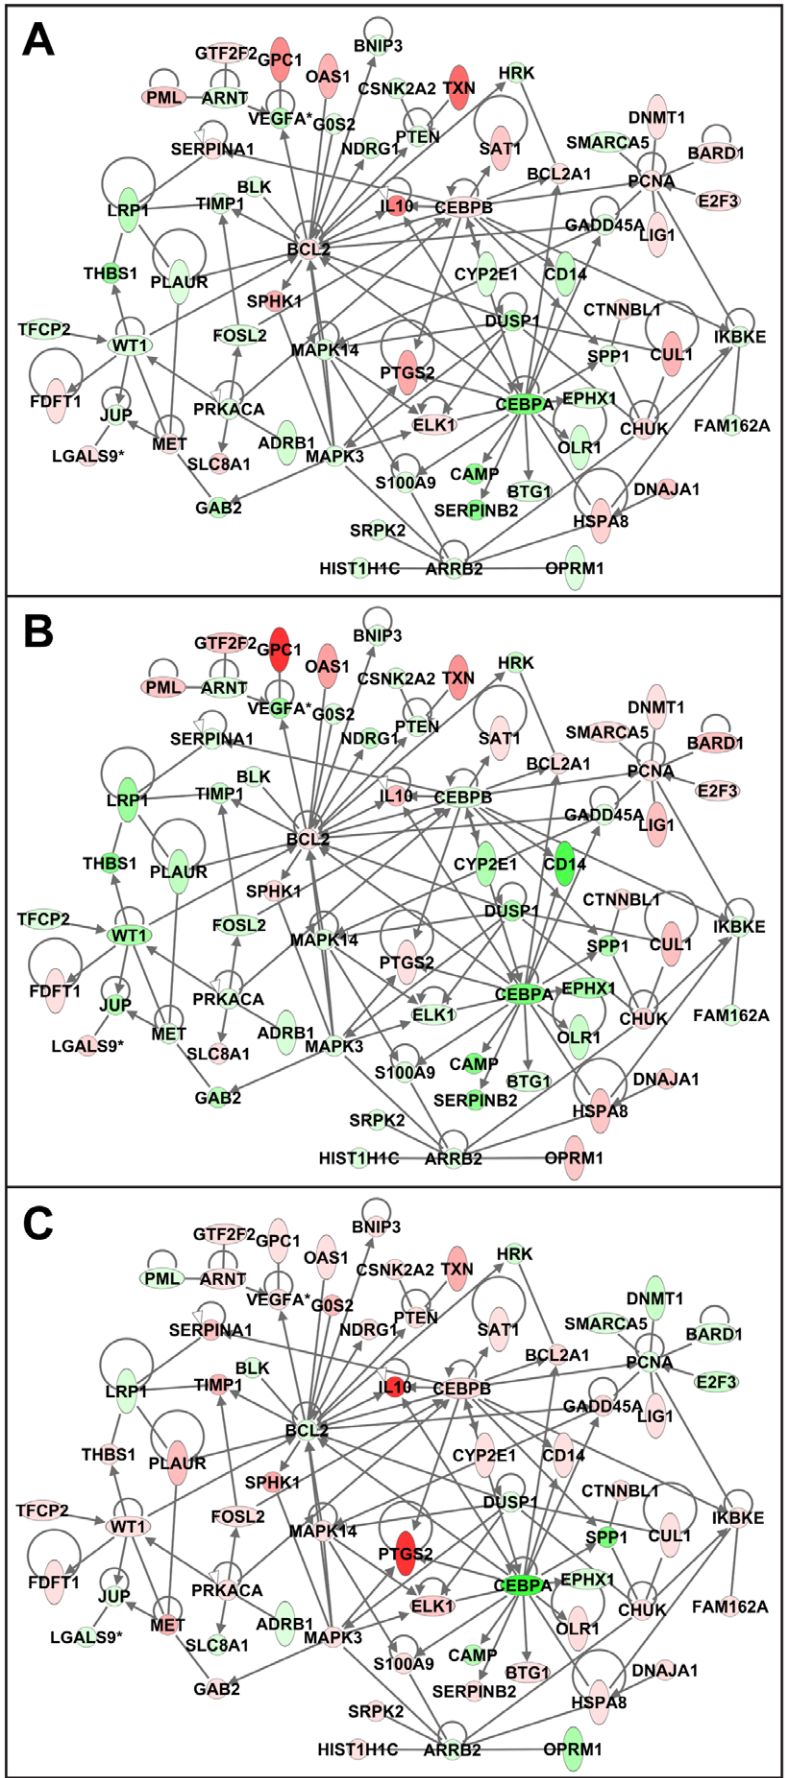 A
BNIP3
GTF2F2
GPC1
OAS1
HRK
CSNK2A2
TXN
PML
ARNT
VEGFA*
G0S2
PTEN
DNMT1
SMARCA5
BARD1
SERPINA1
NDRG1
SAT1
BCL2A1
PCNA
BLK
LRP1
TIMP1
IL10
CEBPB
E2F3
GADD45A
LIG1
BCL2
THBS1
PLAUR
CYP2E1
CD14
SPHK1
CTNNBL1
TFCP2
DUSP1
WT1
FOSL2
MAPK14
SPP1
CUL1
IKBKE
PTGS2
FDFT1
JUP
PRKACA
CEBPA
EPHX1
ELK1
CHUK
FAM162A
LGALS9*
MET
SLC8A1
ADRB1
MAPK3
OLR1
S100A9
CAMP
BTG1
DNAJA1
GAB2
SERPINB2
HSPA8
SRPK2
HIST1H1C
ARRB2
OPRM1
B
BNIP3
GTF2F2
GPC1
OAS1
HRK
CSNK2A2
TXN
PML
ARNT
VEGFA*
G0S2
PTEN
DNMT1
SMARCA5
BARD1
SERPINA1
NDRG1
SAT1
BCL2A1
PCNA
BLK
LRP1
TIMP1
IL10
CEBPB
E2F3
GADD45A
LIG1
BCL2
THBS1
PLAUR
CYP2E1
CD14
SPHK1
CTNNBL1
TFCP2
DUSP1
WT1
FOSL2
MAPK14
SPP1
CUL1
IKBKE
PTGS2
FDFT1
JUP
PRKACA
CEBPA
EPHX1
ELK1
CHUK
FAM162A
LGALS9*
MET
SLC8A1
ADRB1
MAPK3
OLR1
S100A9
CAMP
BTG1
DNAJA1
GAB2
SERPINB2
HSPA8
SRPK2
HIST1H1C
ARRB2
OPRM1
C
BNIP3
GTF2F2
GPC1
OAS1
HRK
CSNK2A2
TXN
PML
ARNT
VEGFA*
G0S2
PTEN
DNMT1
SMARCA5
BARD1
SERPINA1
NDRG1
SAT1
BCL2A1
PCNA
BLK
LRP1
TIMP1
IL10
CEBPB
E2F3
GADD45A
LIG1
BCL2
THBS1
PLAUR
CYP2E1
CD14
SPHK1
CTNNBL1
TFCP2
DUSP1
WT1
FOSL2
MAPK14
SPP1
CUL1
IKBKE
PTGS2
FDFT1
JUP
PRKACA
CEBPA
EPHX1
ELK1
CHUK
FAM162A
LGALS9*
MET
SLC8A1
ADRB1
MAPK3
OLR1
S100A9
CAMP
BTG1
DNAJA1
GAB2
SERPINB2
HSPA8
SRPK2
HIST1H1C
ARRB2
OPRM1